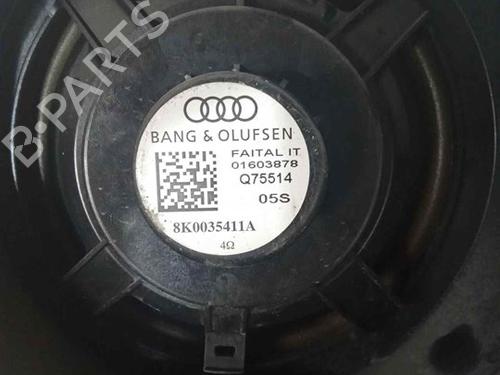 B-PARTS
BANG & OLUFSEN
FAITAL IT
01603878
Q75514
05S
8K0035411A
4Ω